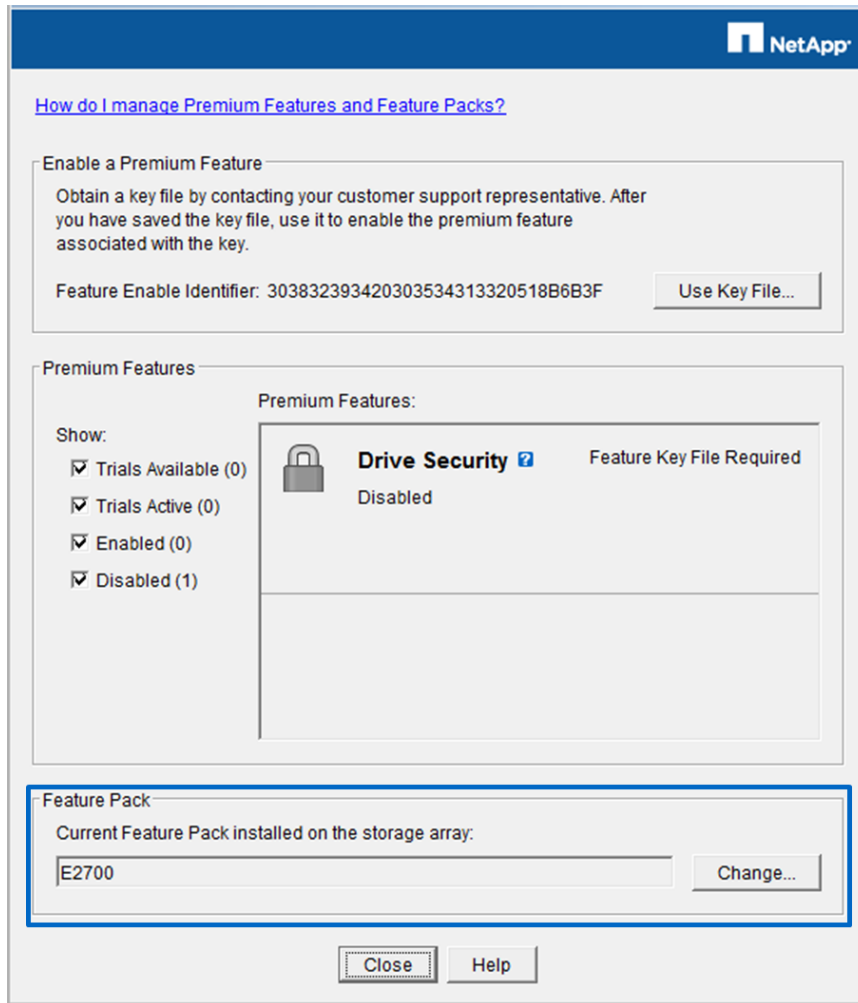 NetApp
How do I manage Premium Features and Feature Packs?
Enable a Premium Feature
Obtain a key file by contacting your customer support representative. After
you have saved the key file, use it to enable the premium feature
associated with the key.
Feature Enable Identifier: 303832393420303534313320518B6B3F
Use Key File...
Premium Features
Premium Features:
Show:
Trials Available (0)
Trials Active (0)
Enabled (0)
Disabled (1)
Drive Security ?
Feature Key File Required
Disabled
Feature Pack
Current Feature Pack installed on the storage array:
E2700
Change...
Close
Help